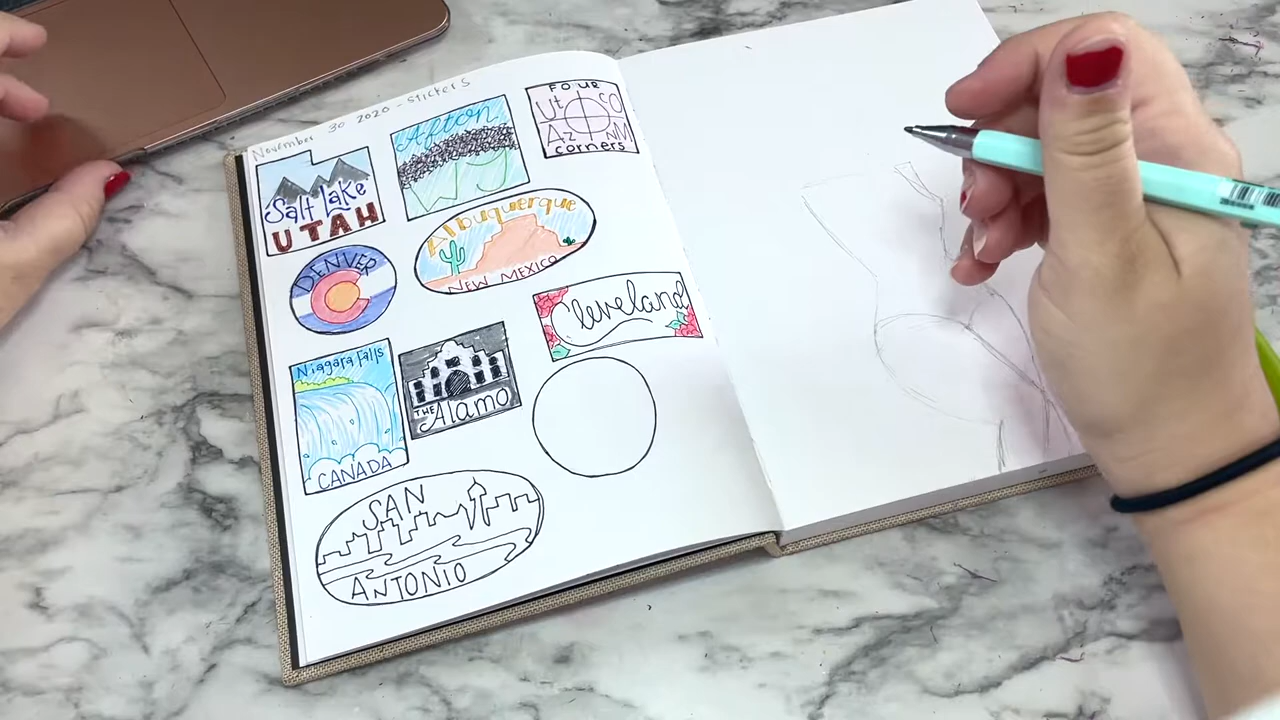 November 30 2020 - Stickers
Salt Lake
UTAH
Afton
WY
FOUR
Ut CO
Az NM
corners
DENVER
Albuquerque
NEW MEXICO
Cleveland
Niagara Falls
CANADA
THE Alamo
SAN
ANTONIO